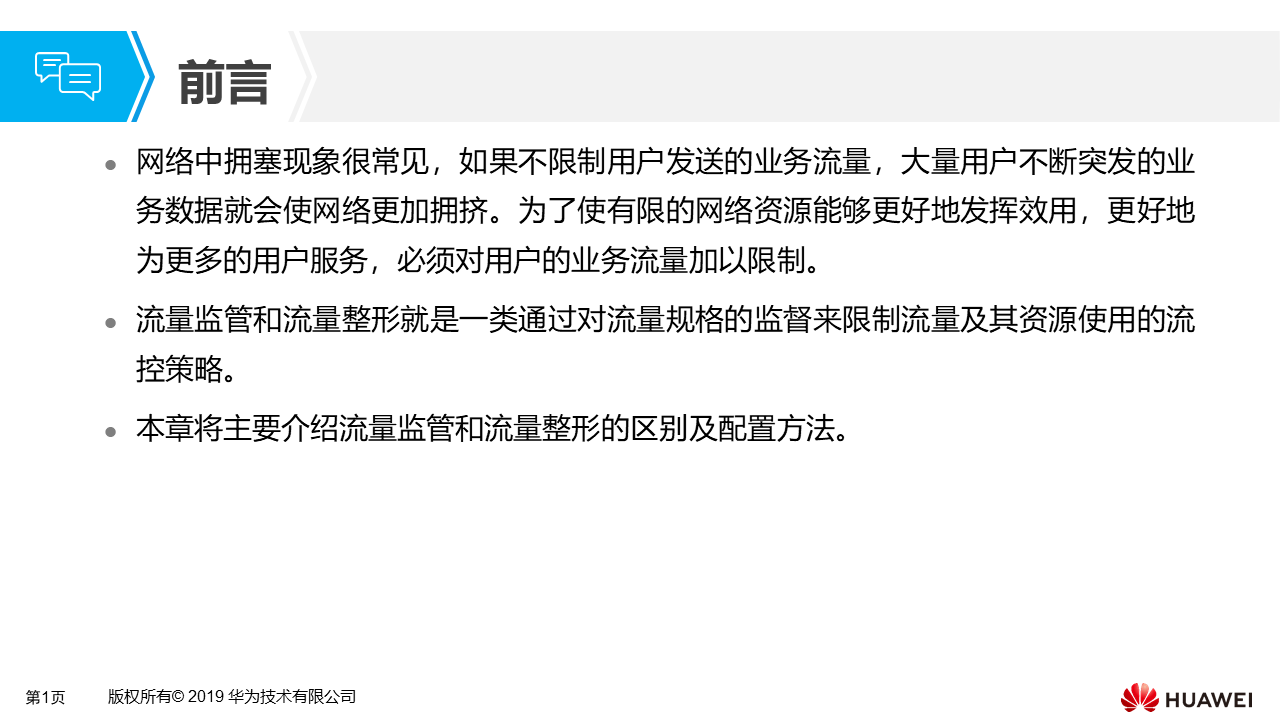 前言
网络中拥塞现象很常见，如果不限制用户发送的业务流量，大量用户不断突发的业
务数据就会使网络更加拥挤。为了使有限的网络资源能够更好地发挥效用，更好地
为更多的用户服务，必须对用户的业务流量加以限制。
流量监管和流量整形就是一类通过对流量规格的监督来限制流量及其资源使用的流
控策略。
本章将主要介绍流量监管和流量整形的区别及配置方法。
第1页 版权所有© 2019 华为技术有限公司
HUAWEI